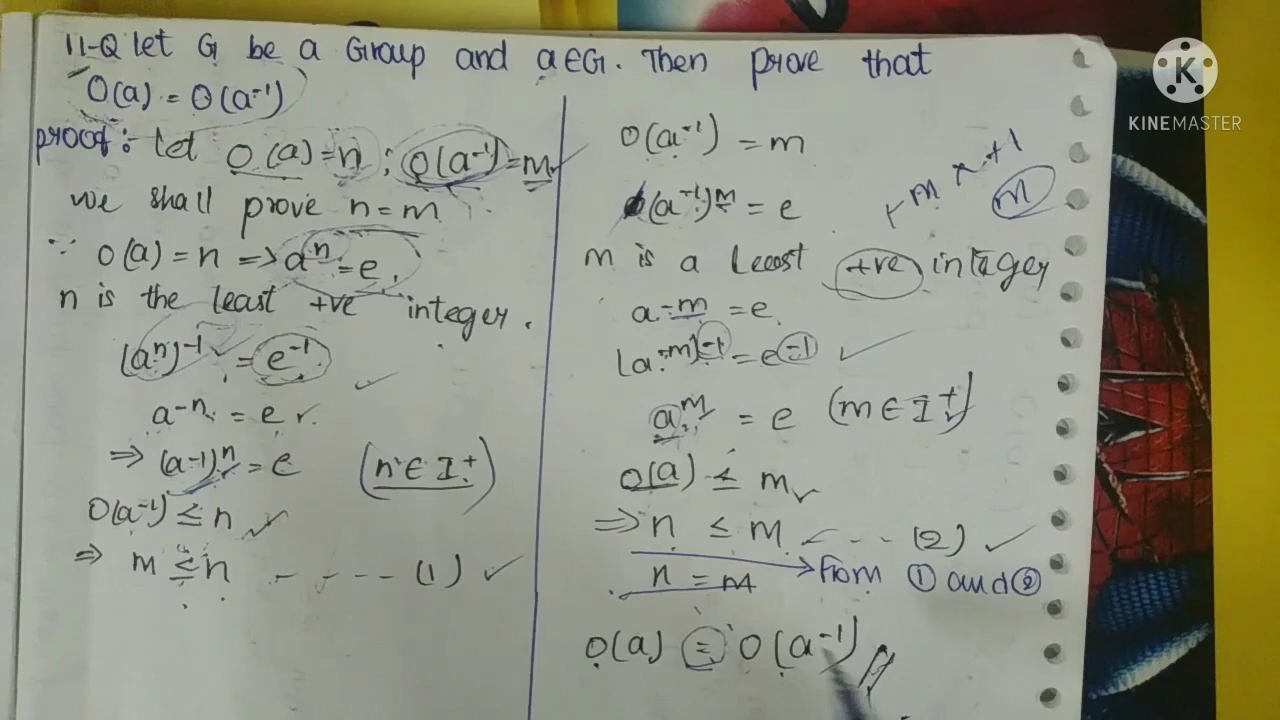 11-Q let G be a Group and a∈G. Then prove that
O(a) = O(a⁻¹)
proof: Let O(a)=n ; O(a⁻¹)=m
we shall prove n=m
∵ O(a) = n ⇒ aⁿ = e.
n is the least +ve integer.
(aⁿ)⁻¹ = e⁻¹
a⁻ⁿ = e
⇒ (a⁻¹)ⁿ = e (n ∈ I⁺)
O(a⁻¹) ≤ n
⇒ m ≤ n ----- (1)
O(a⁻¹) = m
(a⁻¹)ᵐ = e
m is a Least +ve integer
a⁻ᵐ = e
(a⁻ᵐ)⁻¹ = e⁻¹
aᵐ = e (m ∈ I⁺)
O(a) ≤ m
⇒ n ≤ m ---- (2)
n = m → from ① and ②
O(a) = O(a⁻¹)
m
K
KINEMASTER